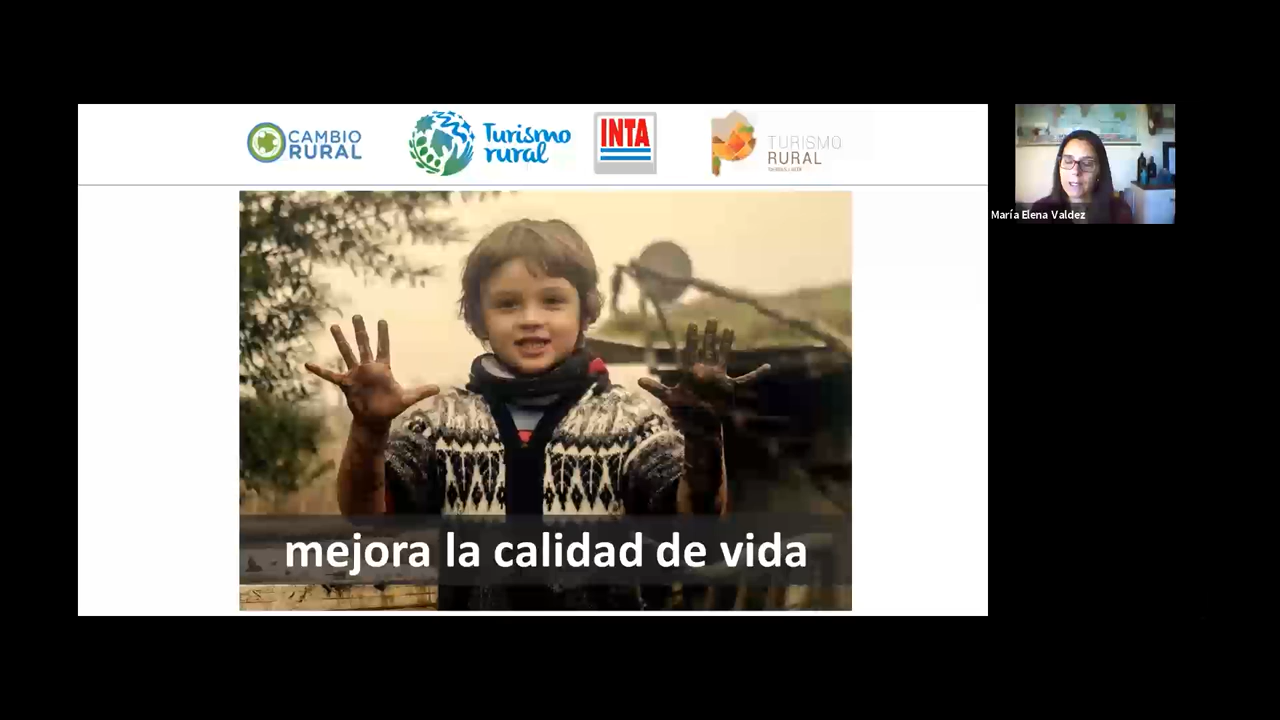 CAMBIO
RURAL
Turismo
rural
INTA
TURISMO
RURAL
María Elena Valdez
mejora la calidad de vida